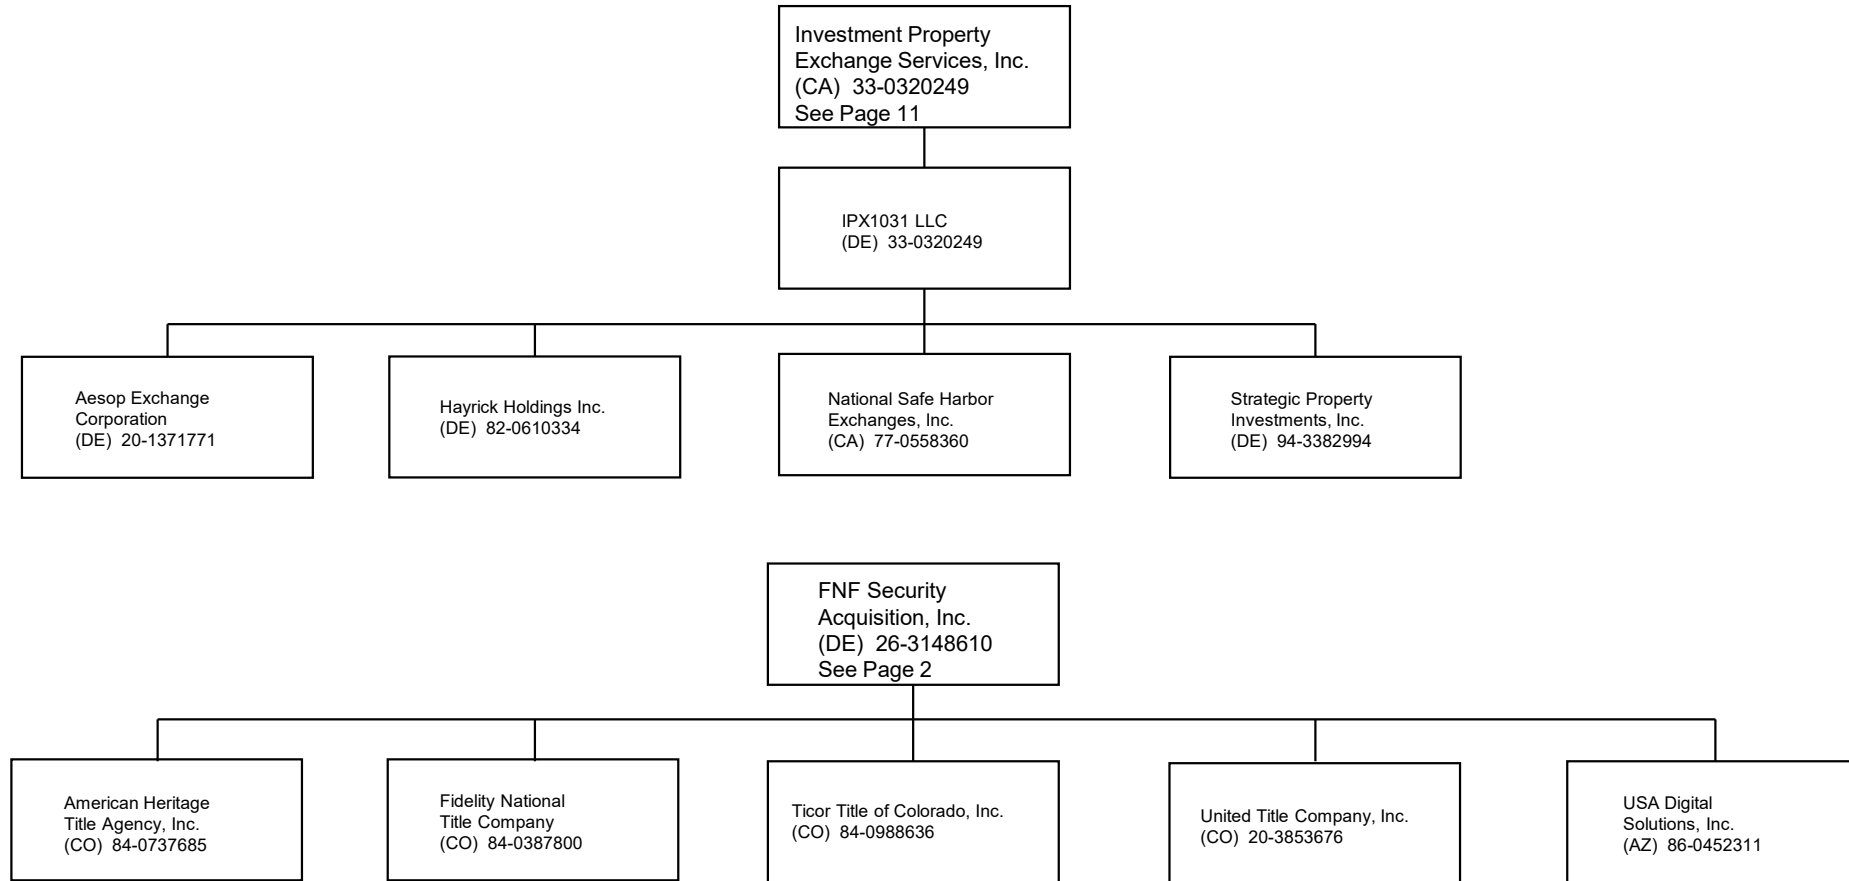 Investment Property
Exchange Services, Inc.
(CA) 33-0320249
See Page 11
IPX1031 LLC
(DE) 33-0320249
Aesop Exchange
Corporation
(DE) 20-1371771
Hayrick Holdings Inc.
(DE) 82-0610334
National Safe Harbor
Exchanges, Inc.
(CA) 77-0558360
Strategic Property
Investments, Inc.
(DE) 94-3382994
FNF Security
Acquisition, Inc.
(DE) 26-3148610
See Page 2
American Heritage
Title Agency, Inc.
(CO) 84-0737685
Fidelity National
Title Company
(CO) 84-0387800
Ticor Title of Colorado, Inc.
(CO) 84-0988636
United Title Company, Inc.
(CO) 20-3853676
USA Digital
Solutions, Inc.
(AZ) 86-0452311